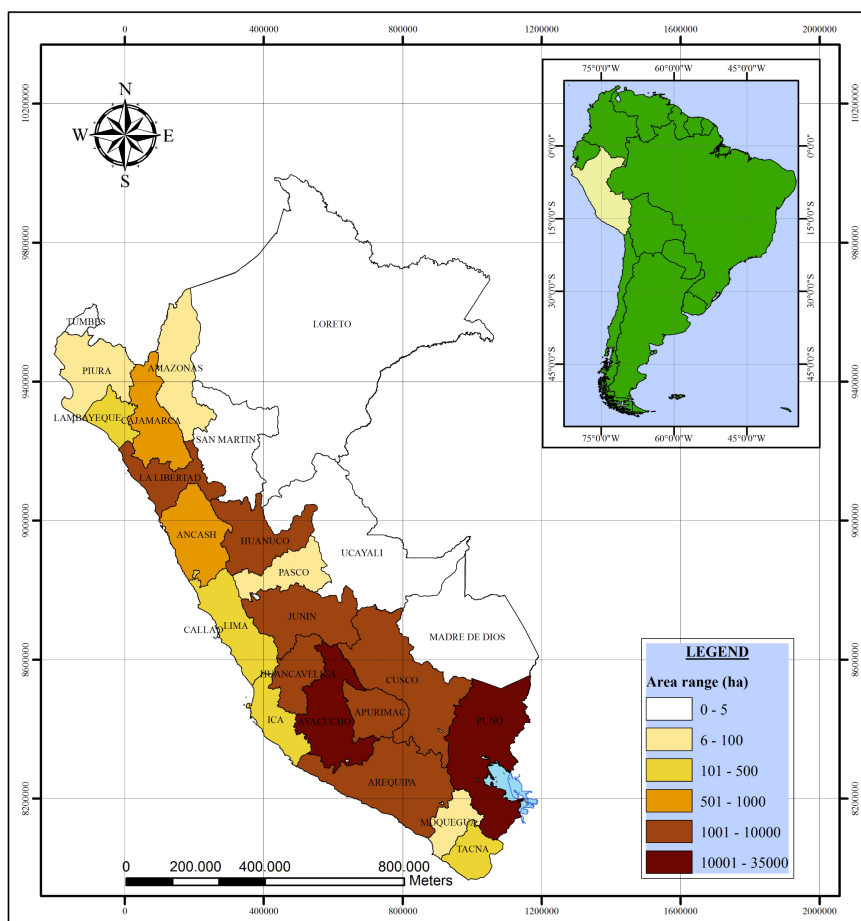 0 400000 800000 1200000 1600000 2000000
75°0'0"W 60°0'0"W 45°0'0"W
N
W E
S
10200000 10200000
0°0'0" 0°0'0"
15°0'0"S 15°0'0"S
9800000 9800000
30°0'0"S 30°0'0"S
TUMBES
LORETO
45°0'0"S 45°0'0"S
PIURA
AMAZONAS
9400000 9400000
LAMBAYEQUE
CAJAMARCA
SAN MARTIN
75°0'0"W 60°0'0"W 45°0'0"W
LA LIBERTAD
9000000 9000000
ANCASH
HUANUCO
UCAYALI
PASCO
JUNIN
CALLAO
LIMA
MADRE DE DIOS
8600000 8600000
HUANCAVELICA
CUSCO
ICA
AYACUCHO
APURIMAC
PUNO
AREQUIPA
8200000 8200000
MOQUEGUA
TACNA
LEGEND
Area range (ha)
0 - 5
6 - 100
101 - 500
501 - 1000
1001 - 10000
10001 - 35000
0 200.000 400.000 800.000
Meters
0 400000 800000 1200000 1600000 2000000